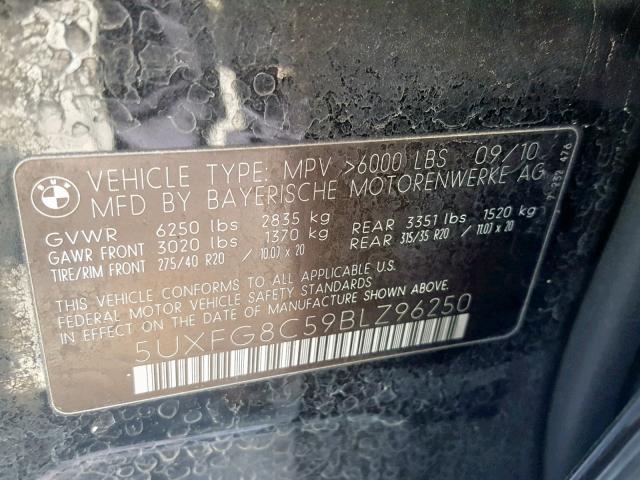 BMW
VEHICLE TYPE: MPV >6000 LBS 09/10
MFD BY BAYERISCHE MOTORENWERKE AG
GVWR 6250 lbs 2835 kg
GAWR FRONT 3020 lbs 1370 kg REAR 3351 lbs 1520 kg
TIRE/RIM FRONT 275/40 R20 / 10.0J x 20 REAR 315/35 R20 / 11.0J x 20
THIS VEHICLE CONFORMS TO ALL APPLICABLE U.S.
FEDERAL MOTOR VEHICLE SAFETY STANDARDS
IN EFFECT ON THE DATE OF MANUFACTURE SHOWN ABOVE.
5UXFG8C59BLZ96250